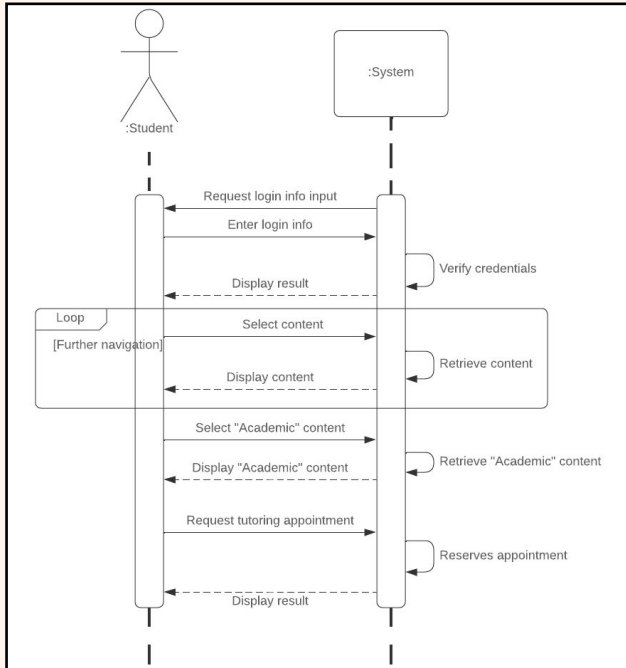 :System
:Student
Request login info input
Enter login info
Verify credentials
Display result
Loop
Select content
[Further navigation]
Retrieve content
Display content
Select "Academic" content
Retrieve "Academic" content
Display "Academic" content
Request tutoring appointment
Reserves appointment
Display result